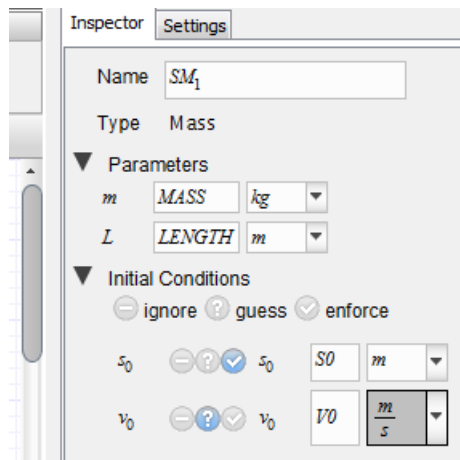 Inspector Settings
Name SM₁
Type Mass
Parameters
m MASS kg
L LENGTH m
Initial Conditions
ignore ? guess enforce
s₀ ? s₀ S0 m
v₀ ? v₀ V0 m/s